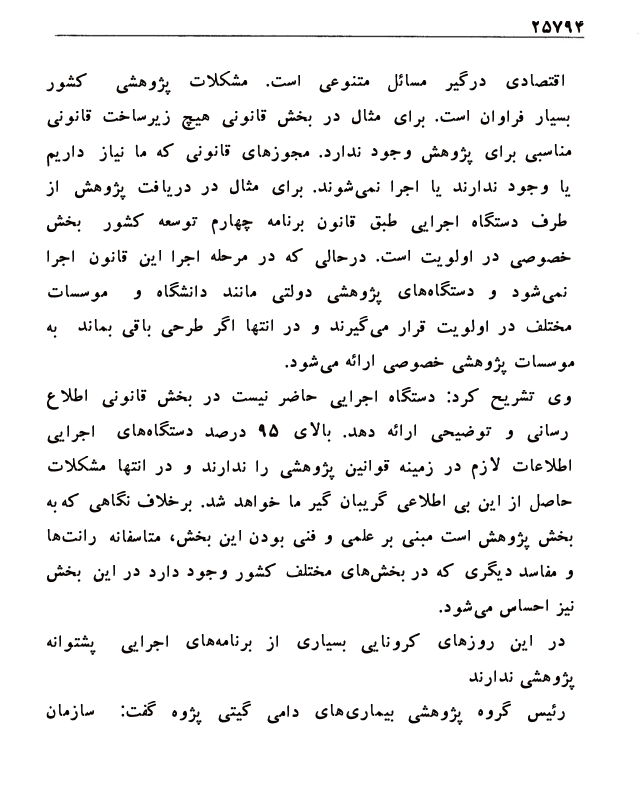 ۲۵۷۹۴
اقتصادی درگیر مسائل متنوعی است. مشکلات پژوهشی کشور
بسیار فراوان است. برای مثال در بخش قانونی هیچ زیرساخت قانونی
مناسبی برای پژوهش وجود ندارد. مجوزهای قانونی که ما نیاز داریم
یا وجود ندارند یا اجرا نمی‌شوند. برای مثال در دریافت پژوهش از
طرف دستگاه اجرایی طبق قانون برنامه چهارم توسعه کشور بخش
خصوصی در اولویت است. درحالی که در مرحله اجرا این قانون اجرا
نمی‌شود و دستگاه‌های پژوهشی دولتی مانند دانشگاه و موسسات
مختلف در اولویت قرار می‌گیرند و در انتها اگر طرحی باقی بماند به
موسسات پژوهشی خصوصی ارائه می‌شود.
وی تشریح کرد: دستگاه اجرایی حاضر نیست در بخش قانونی اطلاع
رسانی و توضیحی ارائه دهد. بالای ۹۵ درصد دستگاه‌های اجرایی
اطلاعات لازم در زمینه قوانین پژوهشی را ندارند و در انتها مشکلات
حاصل از این بی اطلاعی گریبان گیر ما خواهد شد. برخلاف نگاهی که به
بخش پژوهش است مبنی بر علمی و فنی بودن این بخش، متاسفانه رانت‌ها
و مفاسد دیگری که در بخش‌های مختلف کشور وجود دارد در این بخش
نیز احساس می‌شود.
در این روزهای کرونایی بسیاری از برنامه‌های اجرایی پشتوانه
پژوهشی ندارند
رئیس گروه پژوهشی بیماری‌های دامی گیتی پژوه گفت: سازمان